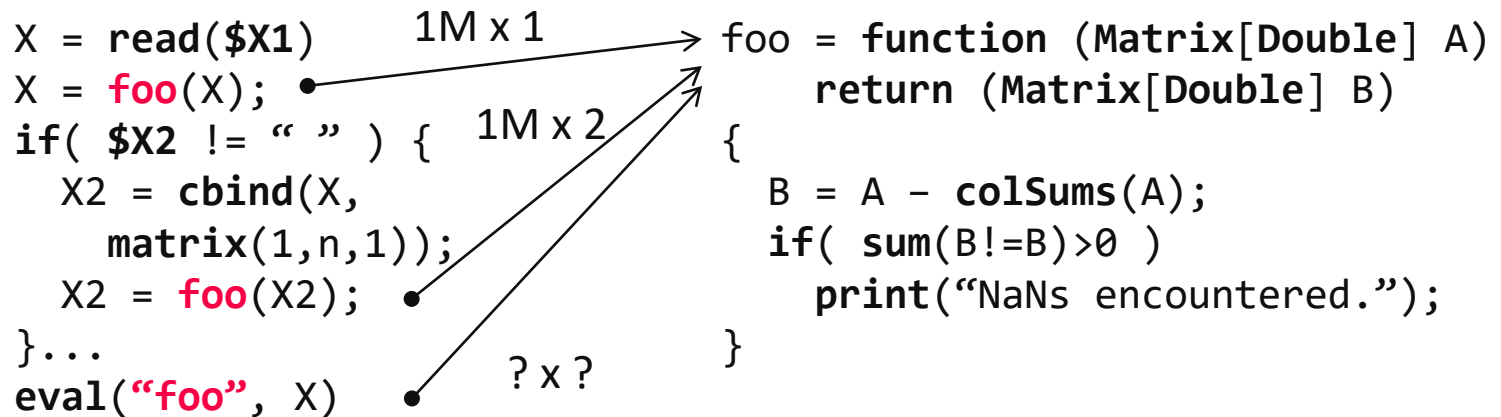 X = read($X1)
X = foo(X);
if( $X2 != “ ” ) {
  X2 = cbind(X,
    matrix(1,n,1));
  X2 = foo(X2);
}...
eval(“foo”, X)
1M x 1
1M x 2
? x ?
foo = function (Matrix[Double] A)
    return (Matrix[Double] B)
{
  B = A – colSums(A);
  if( sum(B!=B)>0 )
    print(“NaNs encountered.”);
}